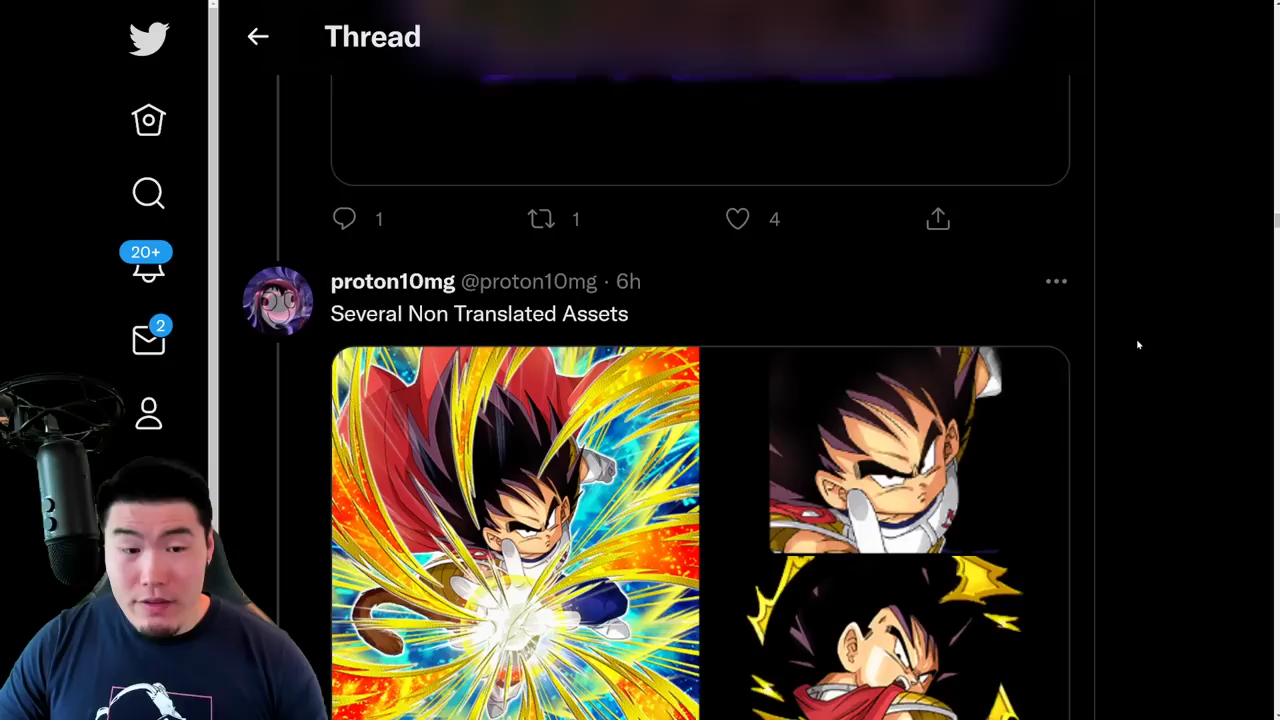 Thread
1
1
4
20+
proton10mg @proton10mg · 6h
Several Non Translated Assets
2